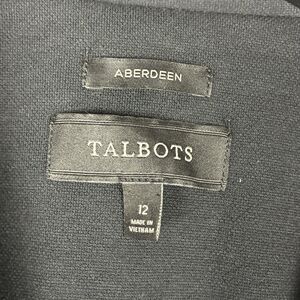 ABERDEEN
TALBOTS
12
MADE IN
VIETNAM